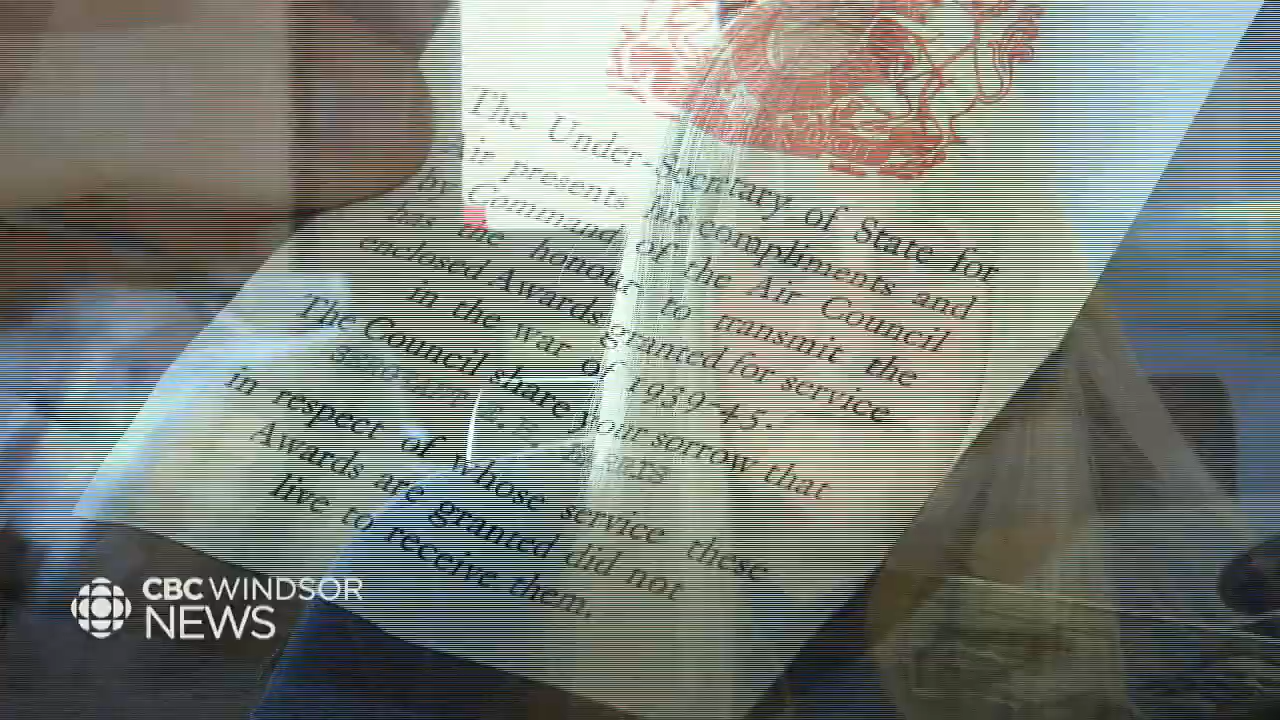 The Under-Secretary of State for
Air presents his compliments and
by Command of the Air Council
has the honour to transmit the
enclosed Awards granted for service
in the war of 1939-45.
The Council share your sorrow that
SERGEANT
in respect of whose service these
Awards are granted did not
live to receive them.
CBC WINDSOR
NEWS